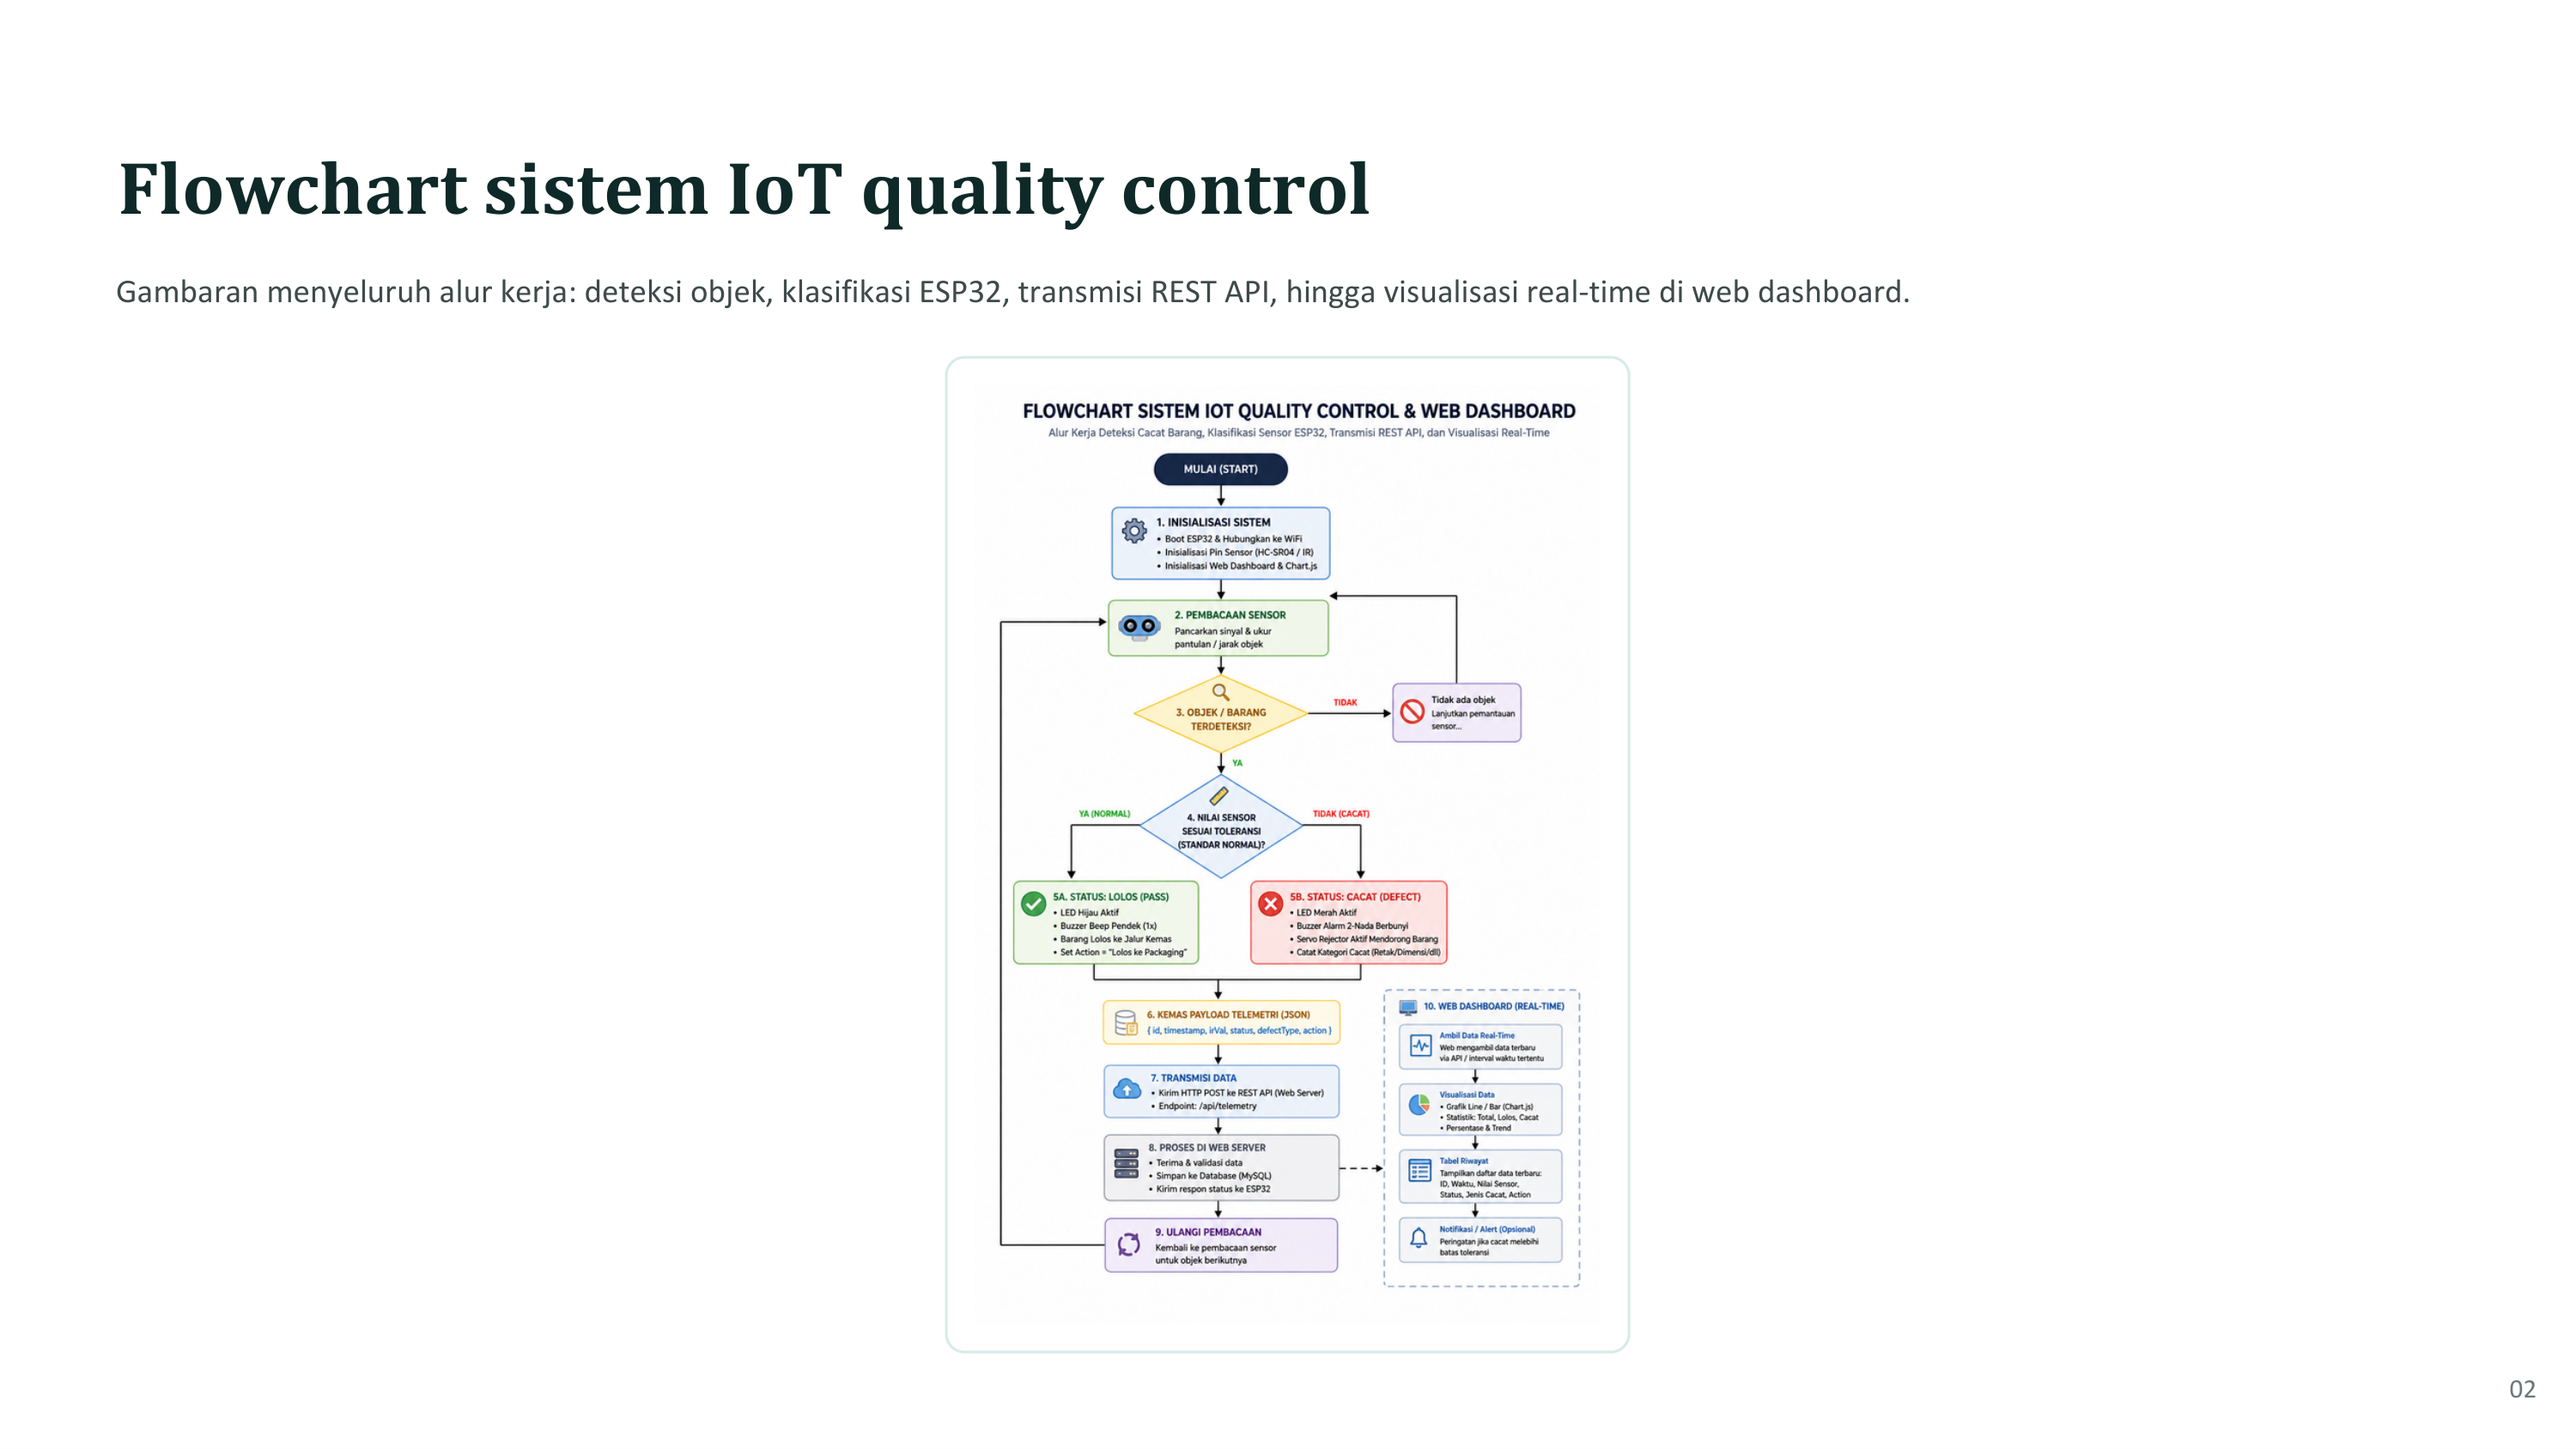 Flowchart sistem IoT quality control
Gambaran menyeluruh alur kerja: deteksi objek, klasifikasi ESP32, transmisi REST API, hingga visualisasi real-time di web dashboard.
FLOWCHART SISTEM IOT QUALITY CONTROL & WEB DASHBOARD
Alur Kerja Deteksi Cacat Barang, Klasifikasi Sensor ESP32, Transmisi REST API, dan Visualisasi Real-Time
MULAI (START)
1. INISIALISASI SISTEM
• Boot ESP32 & Hubungkan ke WiFi
• Inisialisasi Pin Sensor (HC-SR04 / IR)
• Inisialisasi Web Dashboard & Chart.js
2. PEMBACAAN SENSOR
Pancarkan sinyal & ukur
pantulan / jarak objek
3. OBJEK / BARANG
TERDETEKSI?
TIDAK
Tidak ada objek
Lanjutkan pemantauan
sensor...
YA
4. NILAI SENSOR
SESUAI TOLERANSI
(STANDAR NORMAL)?
YA (NORMAL)
TIDAK (CACAT)
5A. STATUS: LOLOS (PASS)
• LED Hijau Aktif
• Buzzer Beep Pendek (1x)
• Barang Lolos ke Jalur Kemas
• Set Action = "Lolos ke Packaging"
5B. STATUS: CACAT (DEFECT)
• LED Merah Aktif
• Buzzer Alarm 2-Nada Berbunyi
• Servo Rejector Aktif Mendorong Barang
• Catat Kategori Cacat (Retak/Dimensi/dll)
6. KEMAS PAYLOAD TELEMETRI (JSON)
{ id, timestamp, irVal, status, defectType, action }
7. TRANSMISI DATA
• Kirim HTTP POST ke REST API (Web Server)
• Endpoint: /api/telemetry
8. PROSES DI WEB SERVER
• Terima & validasi data
• Simpan ke Database (MySQL)
• Kirim respon status ke ESP32
9. ULANGI PEMBACAAN
Kembali ke pembacaan sensor
untuk objek berikutnya
10. WEB DASHBOARD (REAL-TIME)
Ambil Data Real-Time
Web mengambil data terbaru
via API / interval waktu tertentu
Visualisasi Data
• Grafik Line / Bar (Chart.js)
• Statistik: Total, Lolos, Cacat
• Persentase & Trend
Tabel Riwayat
Tampilkan daftar data terbaru:
ID, Waktu, Nilai Sensor,
Status, Jenis Cacat, Action
Notifikasi / Alert (Opsional)
Peringatan jika cacat melebihi
batas toleransi
02